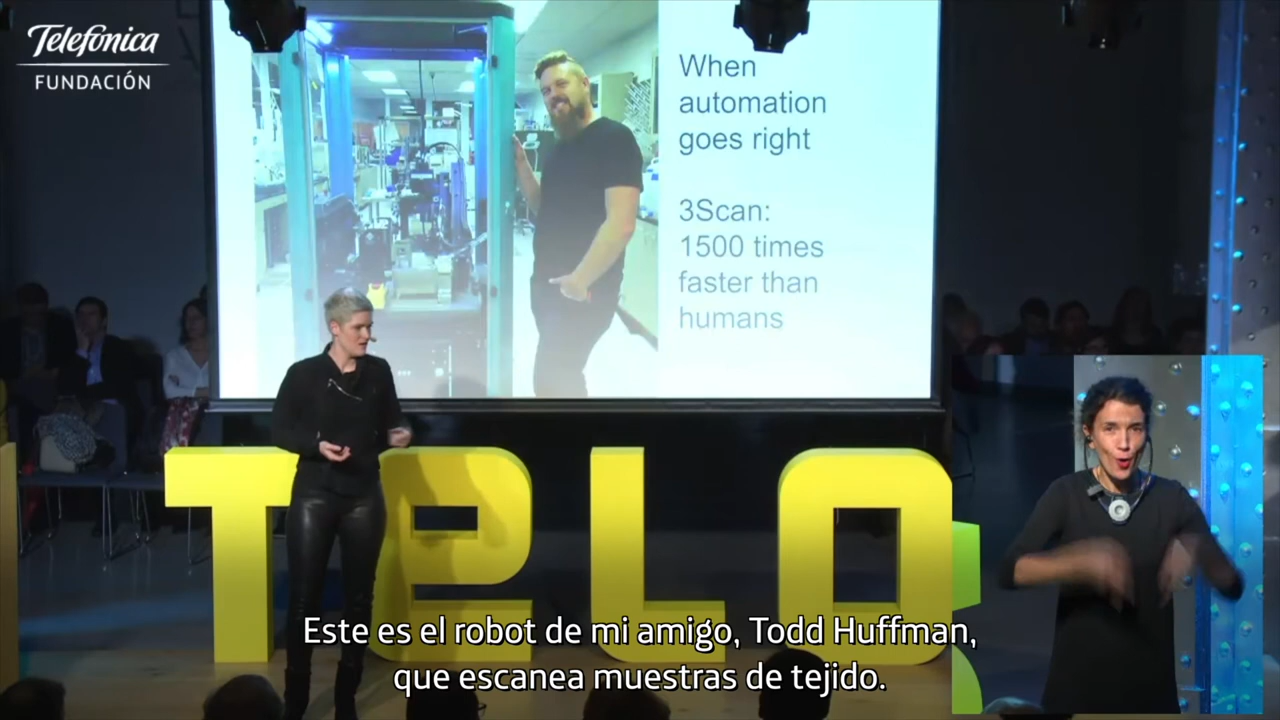 Telefónica
FUNDACIÓN
When
automation
goes right
3Scan:
1500 times
faster than
humans
TeLO
Este es el robot de mi amigo, Todd Huffman,
que escanea muestras de tejido.